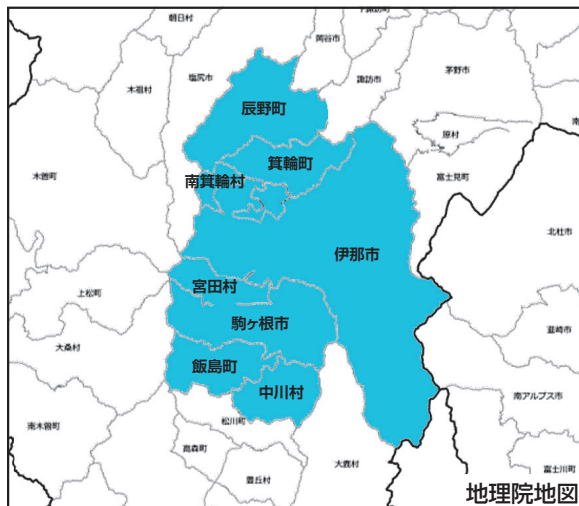 朝日村
岡谷市
下諏訪町
塩尻市
諏訪市
茅野市
木祖村
辰野町
原村
箕輪町
木曽町
南箕輪村
富士見町
北杜市
伊那市
宮田村
上松町
駒ヶ根市
韮崎市
大桑村
飯島町
中川村
南アルプス市
松川町
南木曽町
高森町
大鹿村
豊丘村
富士川町
地理院地図